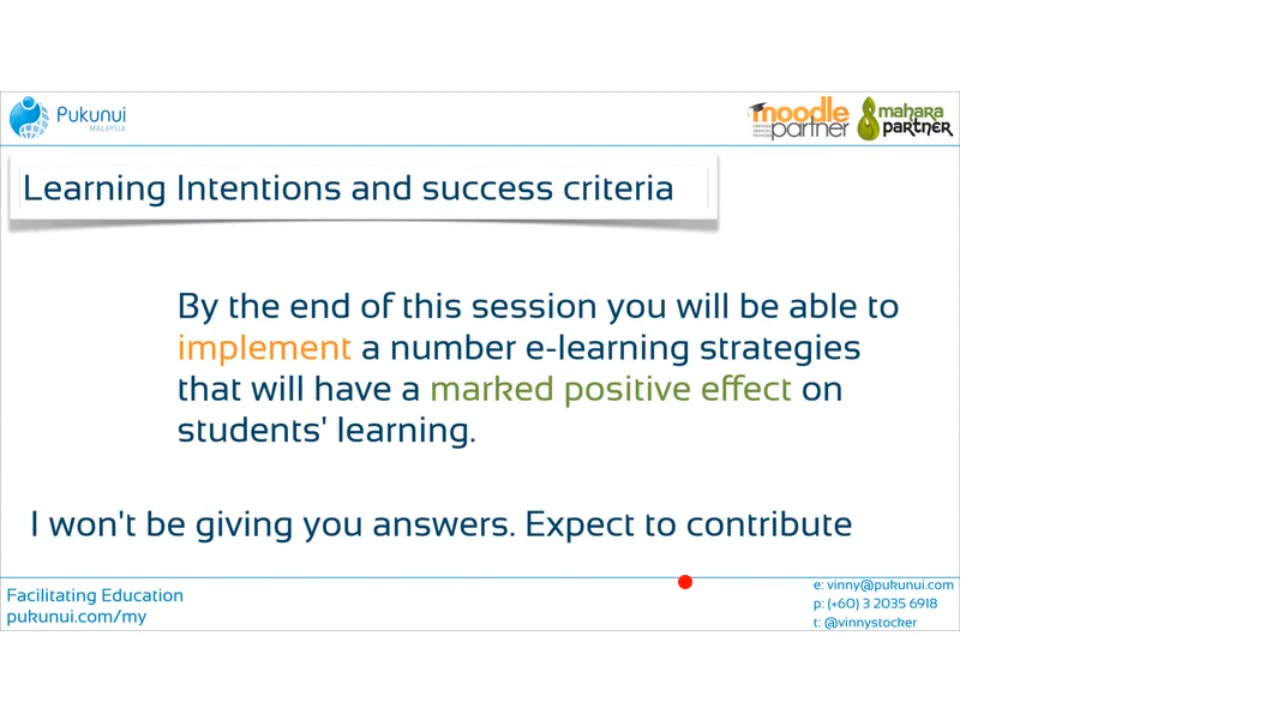 Pukunui
MALAYSIA
moodle
partner
mahara
partner
Learning Intentions and success criteria
By the end of this session you will be able to
implement a number e-learning strategies
that will have a marked positive effect on
students' learning.
I won't be giving you answers. Expect to contribute
Facilitating Education
pukunui.com/my
e: vinny@pukunui.com
p: (+60) 3 2035 6918
t: @vinnystocker